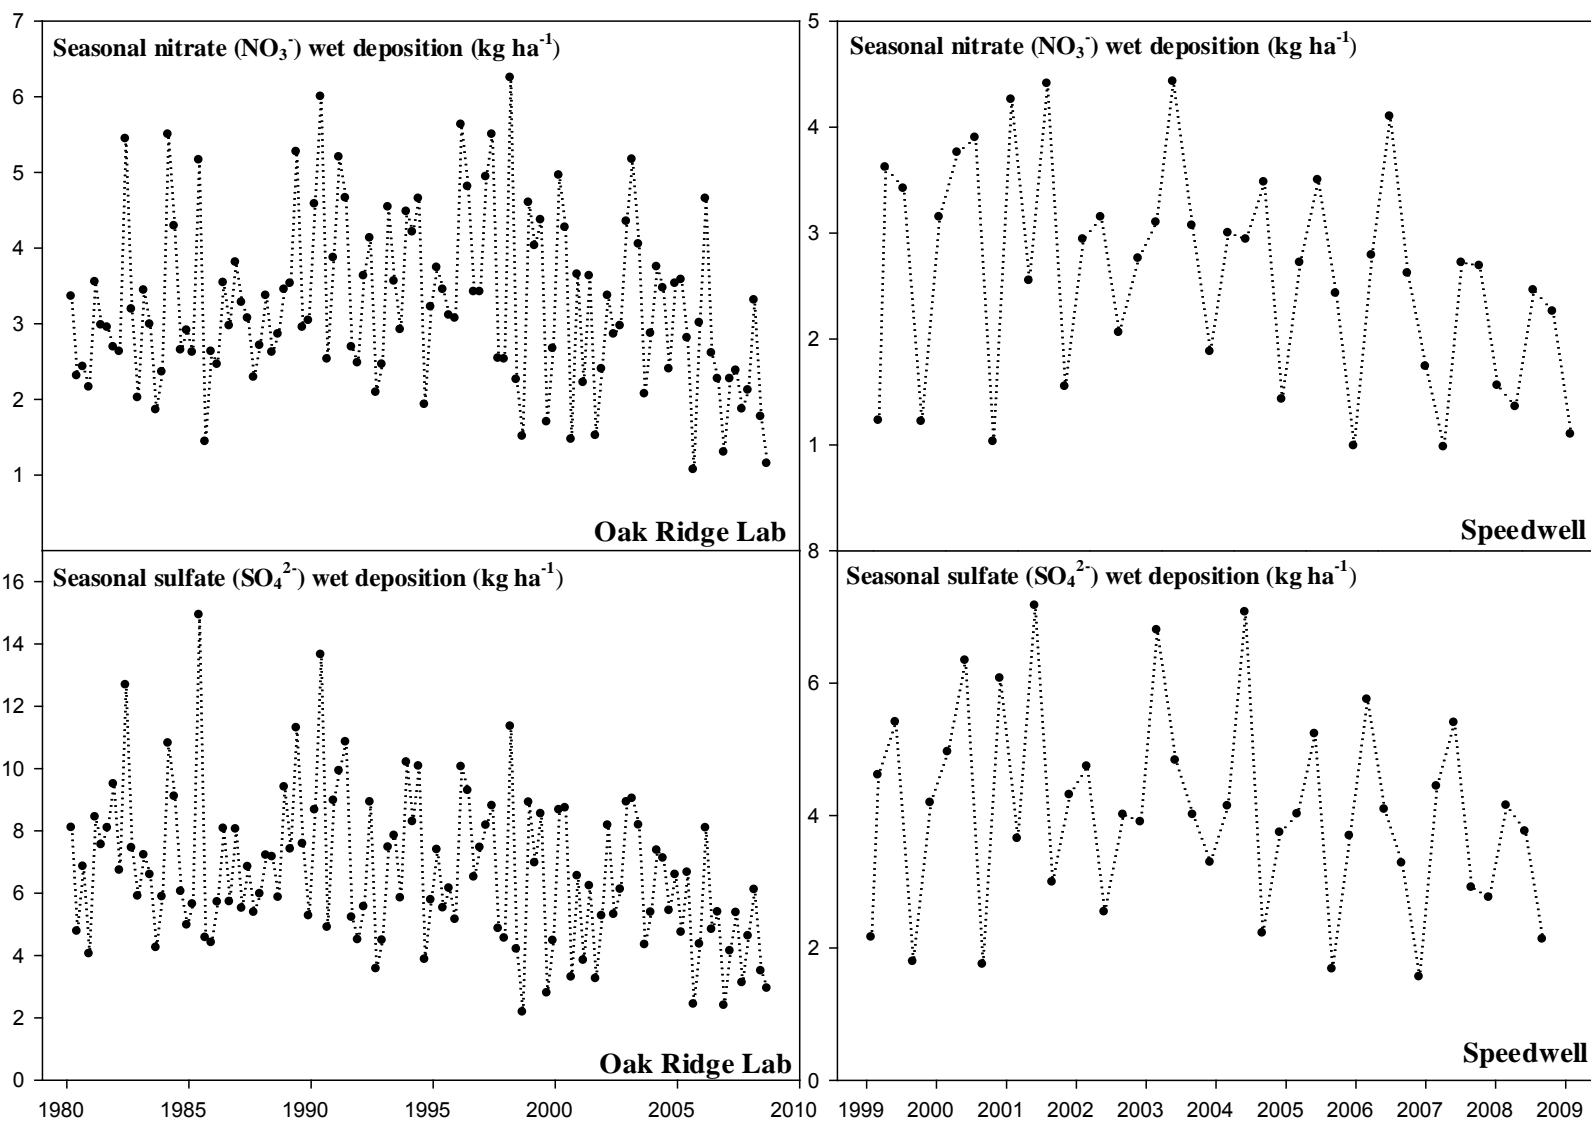 7
Seasonal nitrate (NO₃⁻) wet deposition (kg ha⁻¹)
6
5
4
3
2
1
Oak Ridge Lab
5
Seasonal nitrate (NO₃⁻) wet deposition (kg ha⁻¹)
4
3
2
1
Speedwell
16
Seasonal sulfate (SO₄²⁻) wet deposition (kg ha⁻¹)
14
12
10
8
6
4
2
0
Oak Ridge Lab
1980 1985 1990 1995 2000 2005 2010
8
Seasonal sulfate (SO₄²⁻) wet deposition (kg ha⁻¹)
6
4
2
0
Speedwell
1999 2000 2001 2002 2003 2004 2005 2006 2007 2008 2009